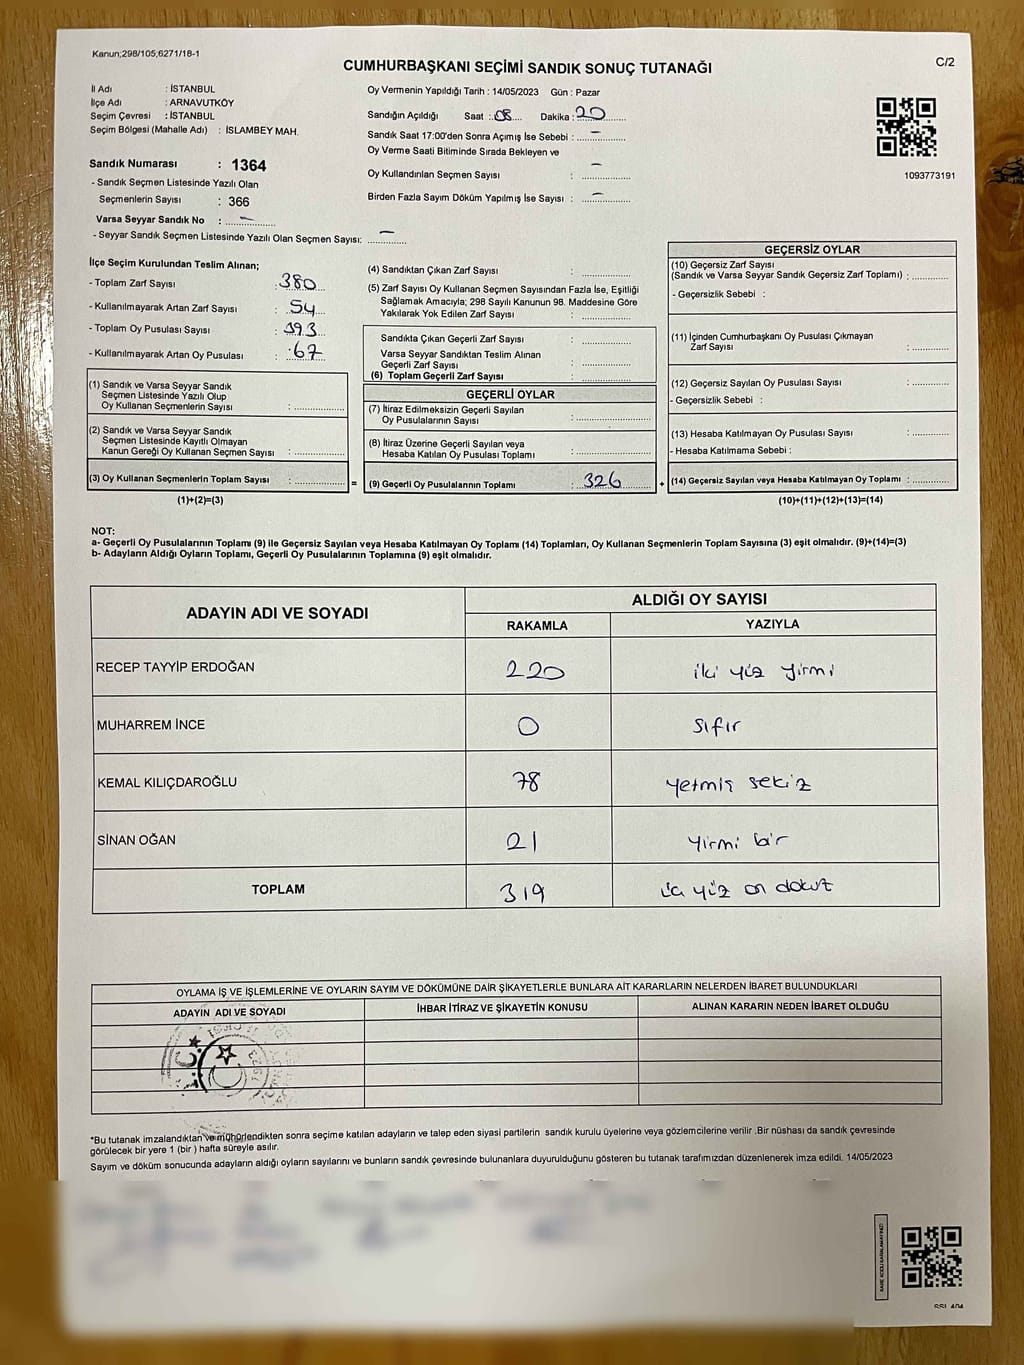 Kanun;298/105,6271/18-1
CUMHURBAŞKANI SEÇİMİ SANDIK SONUÇ TUTANAĞI
C/2
İl Adı : İSTANBUL
İlçe Adı : ARNAVUTKÖY
Seçim Çevresi : İSTANBUL
Seçim Bölgesi (Mahalle Adı) : İSLAMBEY MAH.
Sandık Numarası : 1364
- Sandık Seçmen Listesinde Yazılı Olan
Seçmenlerin Sayısı : 366
Varsa Seyyar Sandık No : –
- Seyyar Sandık Seçmen Listesinde Yazılı Olan Seçmen Sayısı: –
Oy Vermenin Yapıldığı Tarih : 14/05/2023 Gün : Pazar
Sandığın Açıldığı Saat : 08 Dakika : 20
Sandık Saat 17:00'den Sonra Açımış İse Sebebi : –
Oy Verme Saati Bitiminde Sırada Bekleyen ve
Oy Kullandırılan Seçmen Sayısı : –
Birden Fazla Sayım Döküm Yapılmış İse Sayısı : –
1093773191
İlçe Seçim Kurulundan Teslim Alınan;
- Toplam Zarf Sayısı : 380
- Kullanılmayarak Artan Zarf Sayısı : 54
- Toplam Oy Pusulası Sayısı : 393
- Kullanılmayarak Artan Oy Pusulası : 67
(1) Sandık ve Varsa Seyyar Sandık
Seçmen Listesinde Yazılı Olup
Oy Kullanan Seçmenlerin Sayısı :
(2) Sandık ve Varsa Seyyar Sandık
Seçmen Listesinde Kayıtlı Olmayan
Kanun Gereği Oy Kullanan Seçmen Sayısı :
(3) Oy Kullanan Seçmenlerin Toplam Sayısı : =
(1)+(2)=(3)
(4) Sandıktan Çıkan Zarf Sayısı :
(5) Zarf Sayısı Oy Kullanan Seçmen Sayısından Fazla İse, Eşitliği
Sağlamak Amacıyla; 298 Sayılı Kanunun 98. Maddesine Göre
Yakılarak Yok Edilen Zarf Sayısı :
Sandıkta Çıkan Geçerli Zarf Sayısı :
Varsa Seyyar Sandıktan Teslim Alınan
Geçerli Zarf Sayısı :
(6) Toplam Geçerli Zarf Sayısı :
GEÇERLİ OYLAR
(7) İtiraz Edilmeksizin Geçerli Sayılan
Oy Pusulalarının Sayısı :
(8) İtiraz Üzerine Geçerli Sayılan veya
Hesaba Katılan Oy Pusulası Toplamı :
(9) Geçerli Oy Pusulalarının Toplamı : 326 +
GEÇERSİZ OYLAR
(10) Geçersiz Zarf Sayısı
(Sandık ve Varsa Seyyar Sandık Geçersiz Zarf Toplamı) :
- Geçersizlik Sebebi :
(11) İçinden Cumhurbaşkanı Oy Pusulası Çıkmayan
Zarf Sayısı :
(12) Geçersiz Sayılan Oy Pusulası Sayısı :
- Geçersizlik Sebebi :
(13) Hesaba Katılmayan Oy Pusulası Sayısı :
- Hesaba Katılmama Sebebi :
(14) Geçersiz Sayılan veya Hesaba Katılmayan Oy Toplamı :
(10)+(11)+(12)+(13)=(14)
NOT:
a- Geçerli Oy Pusulalarının Toplamı (9) ile Geçersiz Sayılan veya Hesaba Katılmayan Oy Toplamı (14) Toplamları, Oy Kullanan Seçmenlerin Toplam Sayısına (3) eşit olmalıdır. (9)+(14)=(3)
b- Adayların Aldığı Oyların Toplamı, Geçerli Oy Pusulalarının Toplamına (9) eşit olmalıdır.
ADAYIN ADI VE SOYADI
ALDIĞI OY SAYISI
RAKAMLA YAZIYLA
RECEP TAYYİP ERDOĞAN 220 iki yüz yirmi
MUHARREM İNCE 0 sıfır
KEMAL KILIÇDAROĞLU 78 yetmiş sekiz
SİNAN OĞAN 21 yirmi bir
TOPLAM 319 üç yüz on dokuz
OYLAMA İŞ VE İŞLEMLERİNE VE OYLARIN SAYIM VE DÖKÜMÜNE DAİR ŞİKAYETLERLE BUNLARA AİT KARARLARIN NELERDEN İBARET BULUNDUKLARI
ADAYIN ADI VE SOYADI İHBAR İTİRAZ VE ŞİKAYETİN KONUSU ALINAN KARARIN NEDEN İBARET OLDUĞU
*Bu tutanak imzalandıktan ve mühürlendikten sonra seçime katılan adayların ve talep eden siyasi partilerin sandık kurulu üyelerine veya gözlemcilerine verilir .Bir nüshası da sandık çevresinde
görülecek bir yere 1 (bir ) hafta süreyle asılır.
Sayım ve döküm sonucunda adayların aldığı oyların sayılarını ve bunların sandık çevresinde bulunanlara duyurulduğunu gösteren bu tutanak tarafımızdan düzenlenerek imza edildi. 14/05/2023